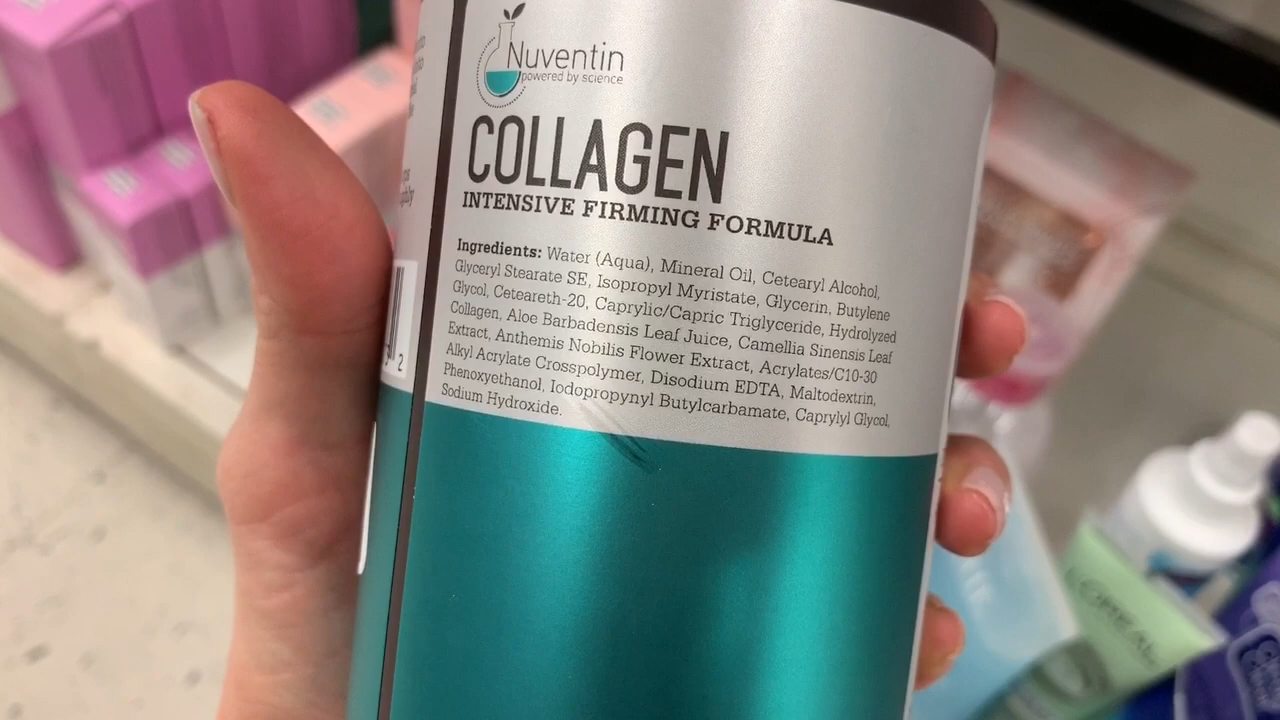 Nuventin
powered by science
COLLAGEN
INTENSIVE FIRMING FORMULA
Ingredients: Water (Aqua), Mineral Oil, Cetearyl Alcohol,
Glyceryl Stearate SE, Isopropyl Myristate, Glycerin, Butylene
Glycol, Ceteareth-20, Caprylic/Capric Triglyceride, Hydrolyzed
Collagen, Aloe Barbadensis Leaf Juice, Camellia Sinensis Leaf
Extract, Anthemis Nobilis Flower Extract, Acrylates/C10-30
Alkyl Acrylate Crosspolymer, Disodium EDTA, Maltodextrin,
Phenoxyethanol, Iodopropynyl Butylcarbamate, Caprylyl Glycol,
Sodium Hydroxide.
2
L'OREAL